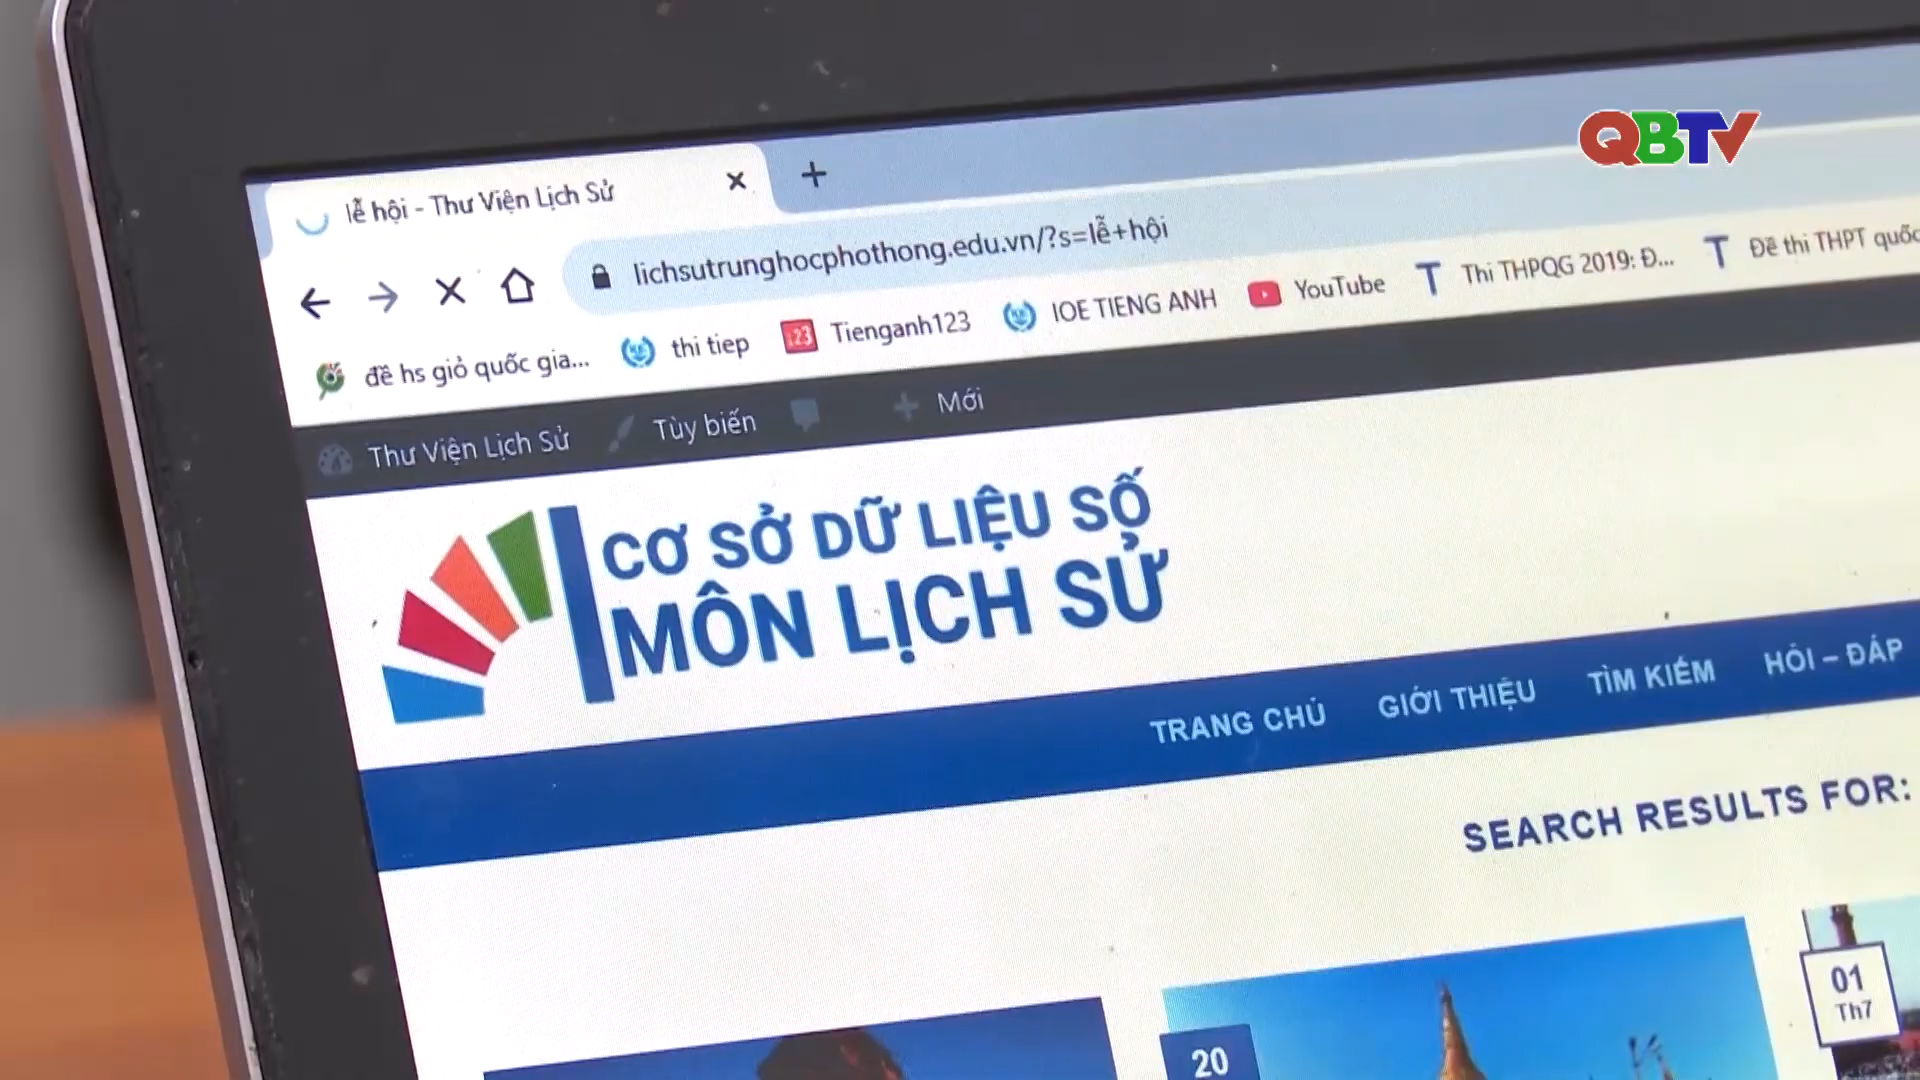 QBTV
lễ hội - Thư Viện Lịch Sử
lichsutrunghocphothong.edu.vn/?s=lễ+hội
đề hs giỏ quốc gia... thi tiep 123 Tienganh123 IOE TIENG ANH YouTube T Thi THPQG 2019: Đ... T Đề thi THPT quốc
Thư Viện Lịch Sử Tùy biến Mới
CƠ SỞ DỮ LIỆU SỐ
MÔN LỊCH SỬ
TRANG CHỦ GIỚI THIỆU TÌM KIẾM HỎI – ĐÁP
SEARCH RESULTS FOR:
01
Th7
20